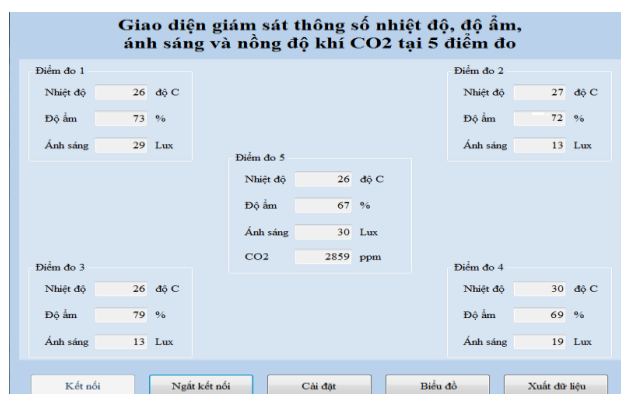 Giao diện giám sát thông số nhiệt độ, độ ẩm,
ánh sáng và nồng độ khí CO2 tại 5 điểm đo
Điểm đo 1
Nhiệt độ 26 độ C
Độ ẩm 73 %
Ánh sáng 29 Lux
Điểm đo 2
Nhiệt độ 27 độ C
Độ ẩm 72 %
Ánh sáng 13 Lux
Điểm đo 5
Nhiệt độ 26 độ C
Độ ẩm 67 %
Ánh sáng 30 Lux
CO2 2859 ppm
Điểm đo 3
Nhiệt độ 26 độ C
Độ ẩm 79 %
Ánh sáng 13 Lux
Điểm đo 4
Nhiệt độ 30 độ C
Độ ẩm 69 %
Ánh sáng 19 Lux
Kết nối Ngắt kết nối Cài đặt Biểu đồ Xuất dữ liệu